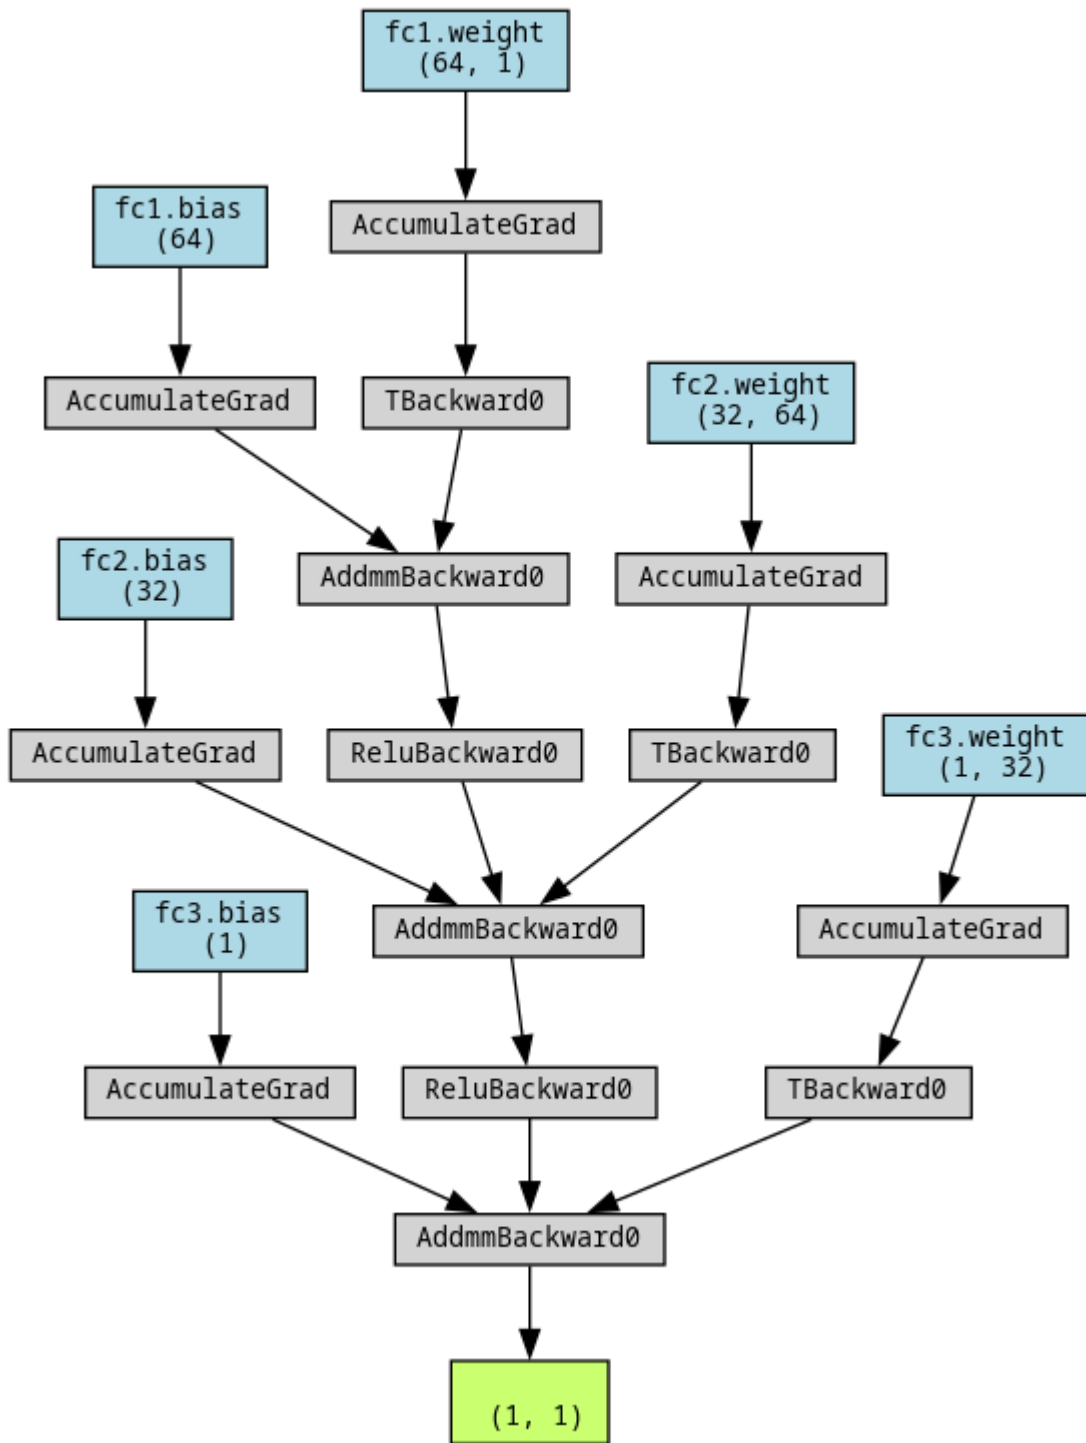 fc1.weight
(64, 1)
fc1.bias
(64)
AccumulateGrad
AccumulateGrad
TBackward0
fc2.weight
(32, 64)
fc2.bias
(32)
AddmmBackward0
AccumulateGrad
AccumulateGrad
ReluBackward0
TBackward0
fc3.weight
(1, 32)
fc3.bias
(1)
AddmmBackward0
AccumulateGrad
AccumulateGrad
ReluBackward0
TBackward0
AddmmBackward0
(1, 1)